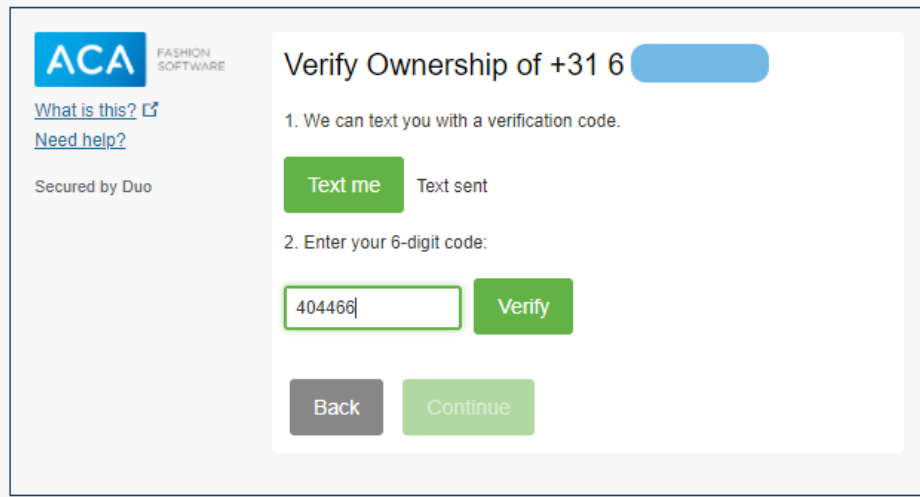 ACA
FASHION
SOFTWARE
What is this?
Need help?
Secured by Duo
Verify Ownership of +31 6
1. We can text you with a verification code.
Text me
Text sent
2. Enter your 6-digit code:
404466
Verify
Back
Continue